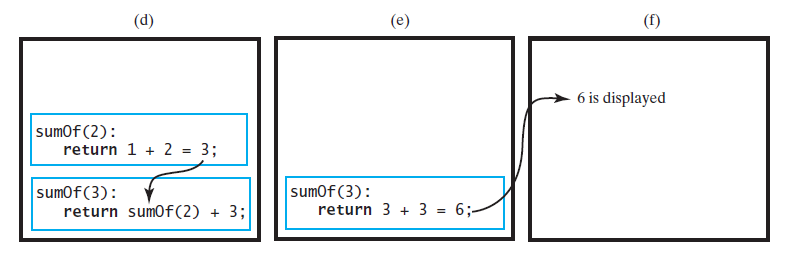 (d)
sumOf(2):
return 1 + 2 = 3;
sumOf(3):
return sumOf(2) + 3;
(e)
sumOf(3):
return 3 + 3 = 6;
(f)
6 is displayed